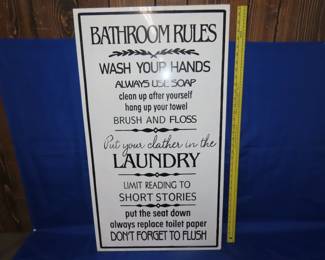 BATHROOM RULES
WASH YOUR HANDS
ALWAYS USE SOAP
clean up after yourself
hang up your towel
BRUSH AND FLOSS
Put your clothes in the
LAUNDRY
LIMIT READING TO
SHORT STORIES
put the seat down
always replace toilet paper
DON'T FORGET TO FLUSH